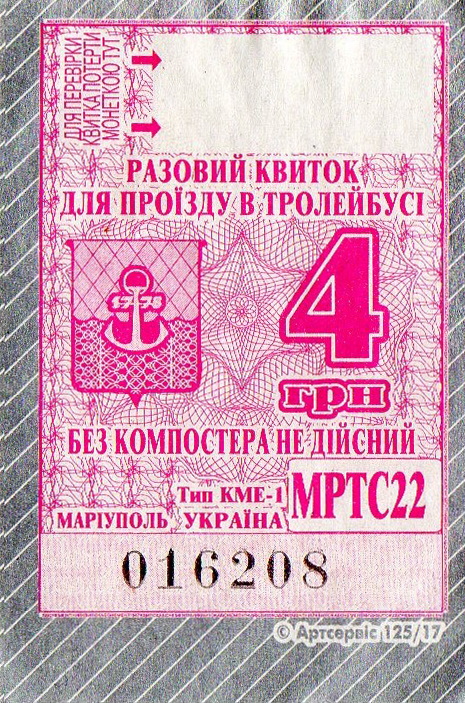 ДЛЯ ПЕРЕВІРКИ
КВИТКА ПОТЕРТИ
МОНЕТКОЮ ТУТ
РАЗОВИЙ КВИТОК
ДЛЯ ПРОЇЗДУ В ТРОЛЕЙБУСІ
1778
4
грн
БЕЗ КОМПОСТЕРА НЕ ДІЙСНИЙ
Тип КМЕ-1
МРТС22
МАРІУПОЛЬ УКРАЇНА
016208
© Артсервіс 125/17